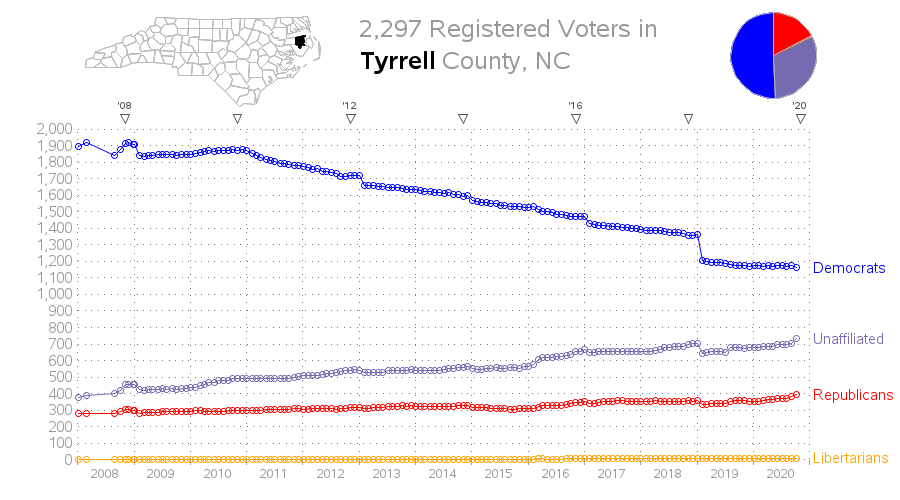 2,297 Registered Voters in
Tyrrell County, NC
'08 '12 '16 '20
2,000
1,900
1,800
1,700
1,600
1,500
1,400
1,300
1,200
1,100
1,000
900
800
700
600
500
400
300
200
100
0
Democrats
Unaffiliated
Republicans
Libertarians
2008 2009 2010 2011 2012 2013 2014 2015 2016 2017 2018 2019 2020